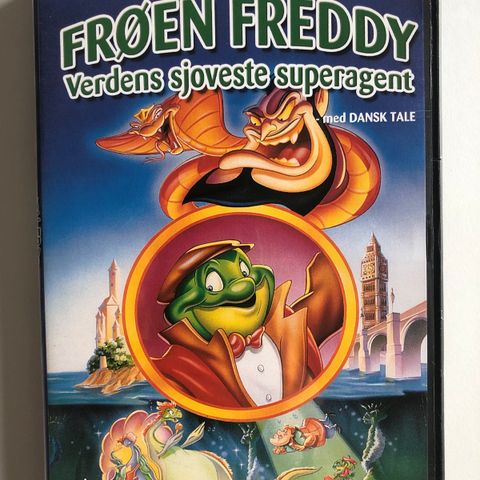 FRØEN FREDDY
Verdens sjoveste superagent
- med DANSK TALE